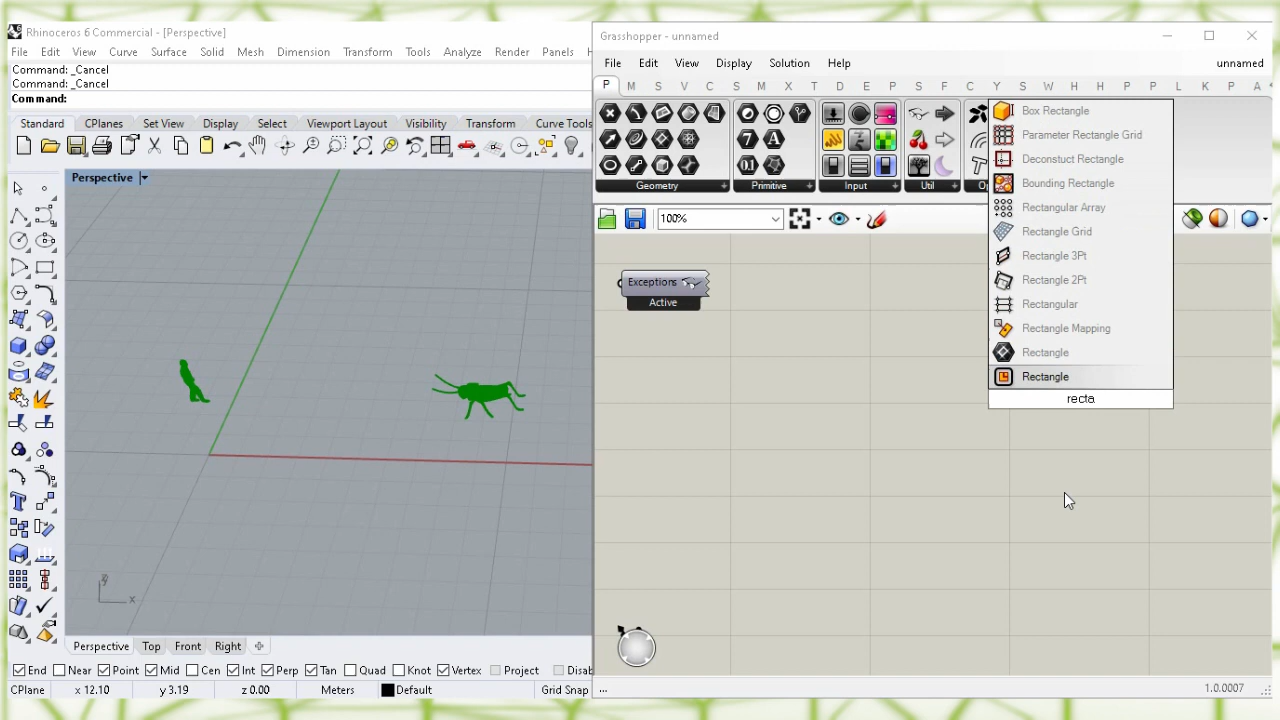 Rhinoceros 6 Commercial - [Perspective]
File Edit View Curve Surface Solid Mesh Dimension Transform Tools Analyze Render Panels
Command: _Cancel
Command: _Cancel
Command:
Standard CPlanes Set View Display Select Viewport Layout Visibility Transform Curve Tools
Perspective
y
x
Perspective Top Front Right
End Near Point Mid Cen Int Perp Tan Quad Knot Vertex Project Disab
CPlane x 12.10 y 3.19 z 0.00 Meters Default Grid Snap
Grasshopper - unnamed
File Edit View Display Solution Help unnamed
P M S V C S M X T D E P A Y W H H P P L K P A
Geometry Primitive Input Util Op
100%
Exceptions
Active
Box Rectangle
Parameter Rectangle Grid
Deconstuct Rectangle
Bounding Rectangle
Rectangular Array
Rectangle Grid
Rectangle 3Pt
Rectangle 2Pt
Rectangular
Rectangle Mapping
Rectangle
Rectangle
recta
...
1.0.0007